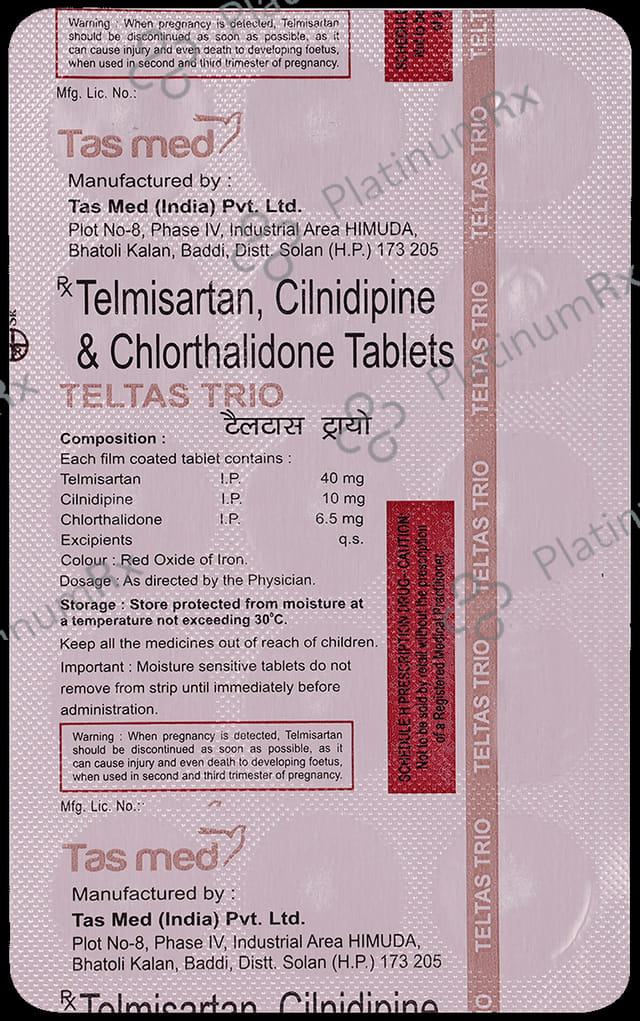 Warning : When pregnancy is detected, Telmisartan
should be discontinued as soon as possible, as it
can cause injury and even death to developing foetus,
when used in second and third trimester of pregnancy.
Mfg. Lic. No.:
Tas med
Manufactured by :
Tas Med (India) Pvt. Ltd.
Plot No-8, Phase IV, Industrial Area HIMUDA,
Bhatoli Kalan, Baddi, Distt. Solan (H.P.) 173 205
Rx Telmisartan, Cilnidipine
& Chlorthalidone Tablets
TELTAS TRIO
टैलटास ट्रायो
Composition :
Each film coated tablet contains :
Telmisartan I.P. 40 mg
Cilnidipine I.P. 10 mg
Chlorthalidone I.P. 6.5 mg
Excipients q.s.
Colour : Red Oxide of Iron.
Dosage : As directed by the Physician.
Storage : Store protected from moisture at
a temperature not exceeding 30°C.
Keep all the medicines out of reach of children.
Important : Moisture sensitive tablets do not
remove from strip until immediately before
administration.
Warning : When pregnancy is detected, Telmisartan
should be discontinued as soon as possible, as it
can cause injury and even death to developing foetus,
when used in second and third trimester of pregnancy.
Mfg. Lic. No.:
Tas med
Manufactured by :
Tas Med (India) Pvt. Ltd.
Plot No-8, Phase IV, Industrial Area HIMUDA,
Bhatoli Kalan, Baddi, Distt. Solan (H.P.) 173 205
Rx Telmisartan, Cilnidipine
SCHEDULE H PRESCRIPTION DRUG- CAUTION
Not to be sold by retail without the prescription
of a Registered Medical Practitioner.
TELTAS TRIO
TELTAS TRIO
TELTAS TRIO
TELTAS TRIO
TELTAS TRIO
PlatinumRx
PlatinumRx
PlatinumRx